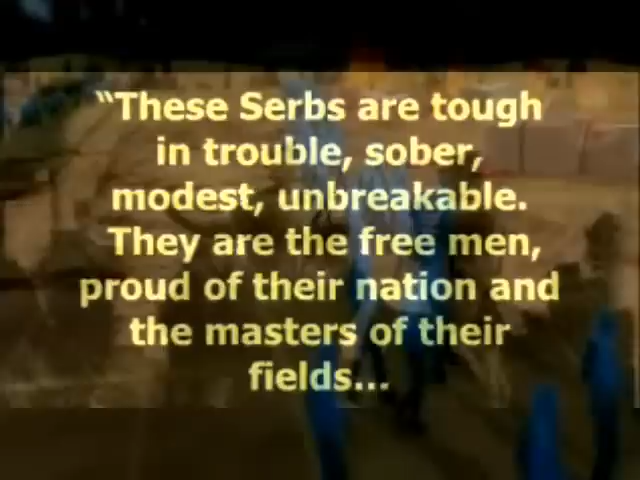 “These Serbs are tough
in trouble, sober,
modest, unbreakable.
They are the free men,
proud of their nation and
the masters of their
fields...